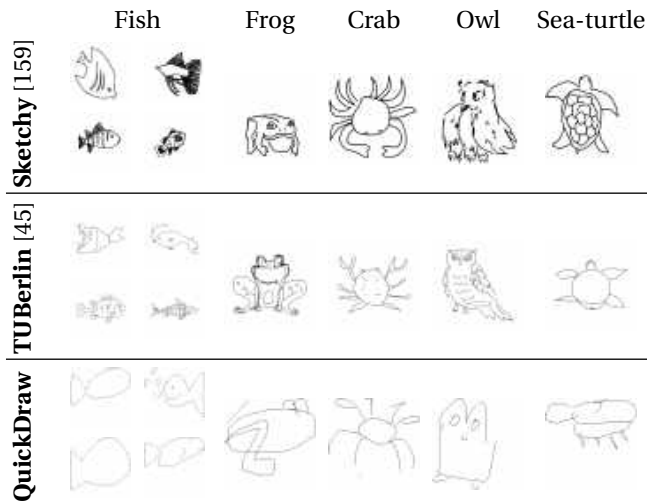 Fish Frog Crab Owl Sea-turtle
Sketchy [159]
TUBerlin [45]
QuickDraw